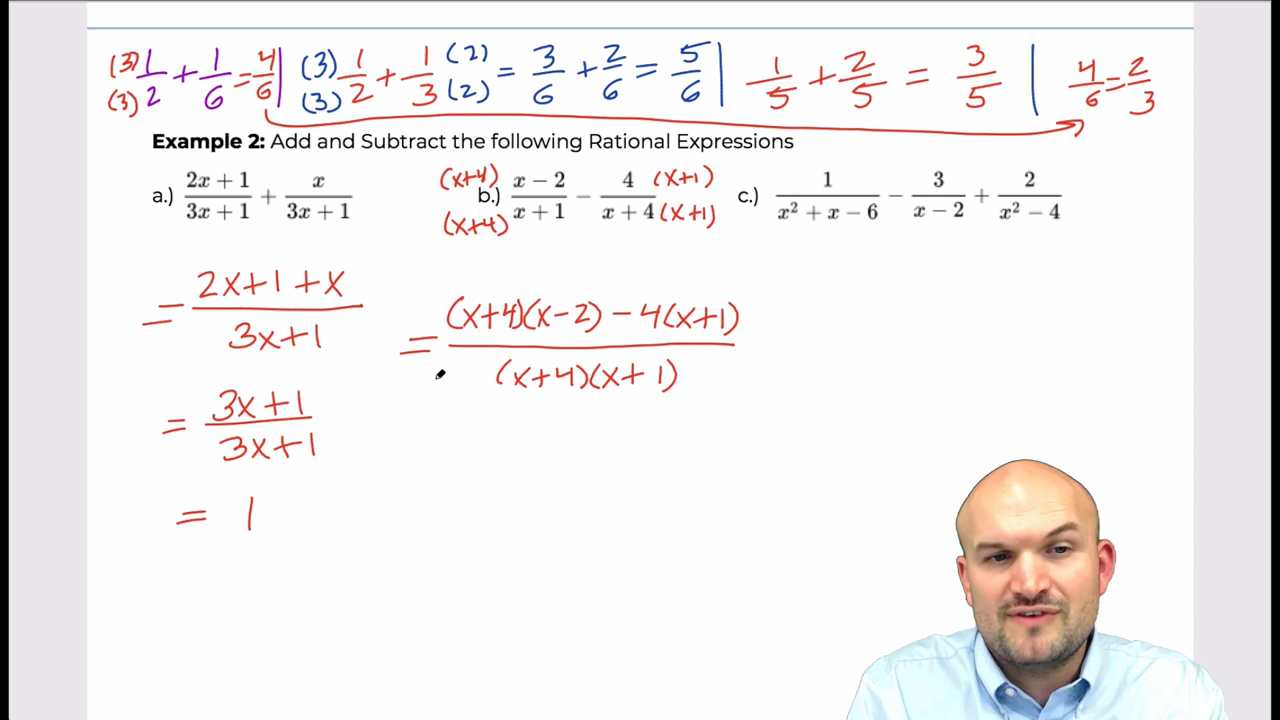 (3) 1/2 + 1/6 = 4/6 | (3) 1/2 + 1/3 (2) = 3/6 + 2/6 = 5/6 | 1/5 + 2/5 = 3/5 | 4/6 = 2/3
(3) (3) (2)
Example 2: Add and Subtract the following Rational Expressions
a.) (2x + 1)/(3x + 1) + x/(3x + 1)
(x+4) b.) (x − 2)/(x + 1) − 4/(x + 4) (x+1)
(x+4) (x+1)
c.) 1/(x² + x − 6) − 3/(x − 2) + 2/(x² − 4)
= (2x+1+x)/(3x+1)
= (3x+1)/(3x+1)
= 1
= ((x+4)(x-2) - 4(x+1))/((x+4)(x+1))